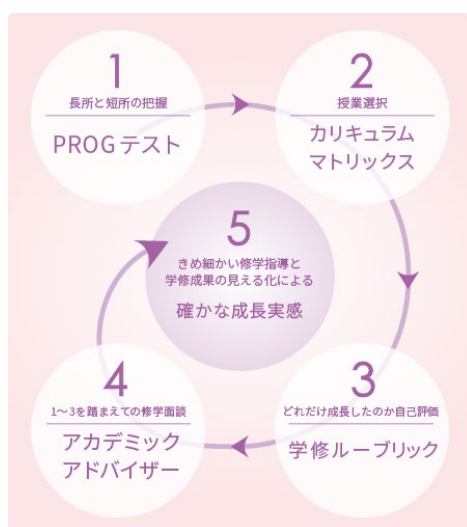 1
長所と短所の把握
PROGテスト
2
授業選択
カリキュラム
マトリックス
3
どれだけ成長したのか自己評価
学修ルーブリック
4
1〜3を踏まえての修学面談
アカデミック
アドバイザー
5
きめ細かい修学指導と
学修成果の見える化による
確かな成長実感